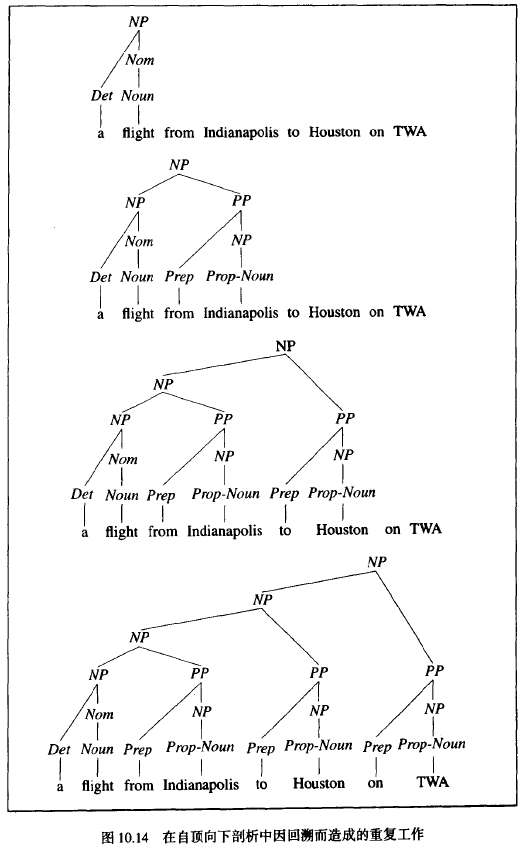 NP
Nom
Det Noun
a flight from Indianapolis to Houston on TWA
NP
NP PP
Nom NP
Det Noun Prep Prop-Noun
a flight from Indianapolis to Houston on TWA
NP
NP
NP PP PP
Nom NP NP
Det Noun Prep Prop-Noun Prep Prop-Noun
a flight from Indianapolis to Houston on TWA
NP
NP
NP
NP PP PP PP
Nom NP NP NP
Det Noun Prep Prop-Noun Prep Prop-Noun Prep Prop-Noun
a flight from Indianapolis to Houston on TWA
图 10.14 在自顶向下剖析中因回溯而造成的重复工作